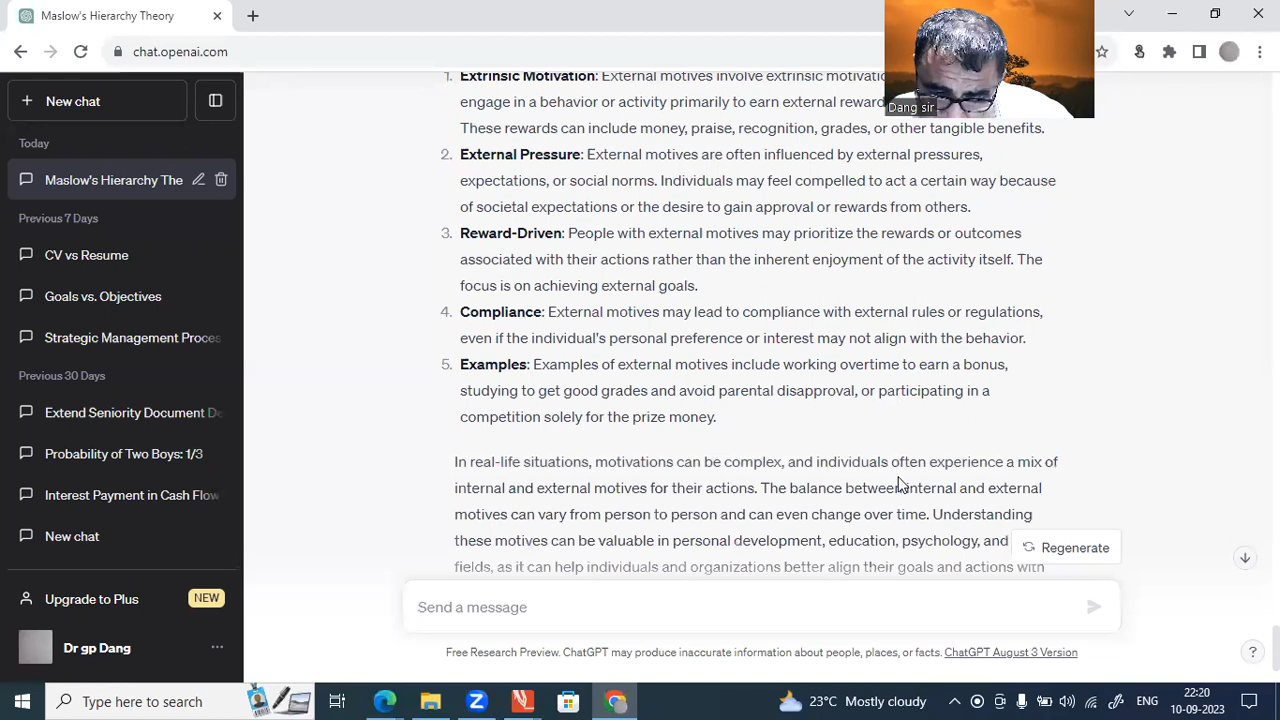 Maslow's Hierarchy Theory
chat.openai.com
New chat
Today
Maslow's Hierarchy The
Previous 7 Days
CV vs Resume
Goals vs. Objectives
Strategic Management Proces
Previous 30 Days
Extend Seniority Document De
Probability of Two Boys: 1/3
Interest Payment in Cash Flow
New chat
Upgrade to Plus
NEW
Dr gp Dang
Dang sir
1. Extrinsic Motivation: External motives involve extrinsic motivatio
engage in a behavior or activity primarily to earn external reward
These rewards can include money, praise, recognition, grades, or other tangible benefits.
2. External Pressure: External motives are often influenced by external pressures,
expectations, or social norms. Individuals may feel compelled to act a certain way because
of societal expectations or the desire to gain approval or rewards from others.
3. Reward-Driven: People with external motives may prioritize the rewards or outcomes
associated with their actions rather than the inherent enjoyment of the activity itself. The
focus is on achieving external goals.
4. Compliance: External motives may lead to compliance with external rules or regulations,
even if the individual's personal preference or interest may not align with the behavior.
5. Examples: Examples of external motives include working overtime to earn a bonus,
studying to get good grades and avoid parental disapproval, or participating in a
competition solely for the prize money.
In real-life situations, motivations can be complex, and individuals often experience a mix of
internal and external motives for their actions. The balance between internal and external
motives can vary from person to person and can even change over time. Understanding
these motives can be valuable in personal development, education, psychology, and
fields, as it can help individuals and organizations better align their goals and actions with
Regenerate
Send a message
Free Research Preview. ChatGPT may produce inaccurate information about people, places, or facts. ChatGPT August 3 Version
?
Type here to search
23°C Mostly cloudy
ENG
22:20
10-09-2023